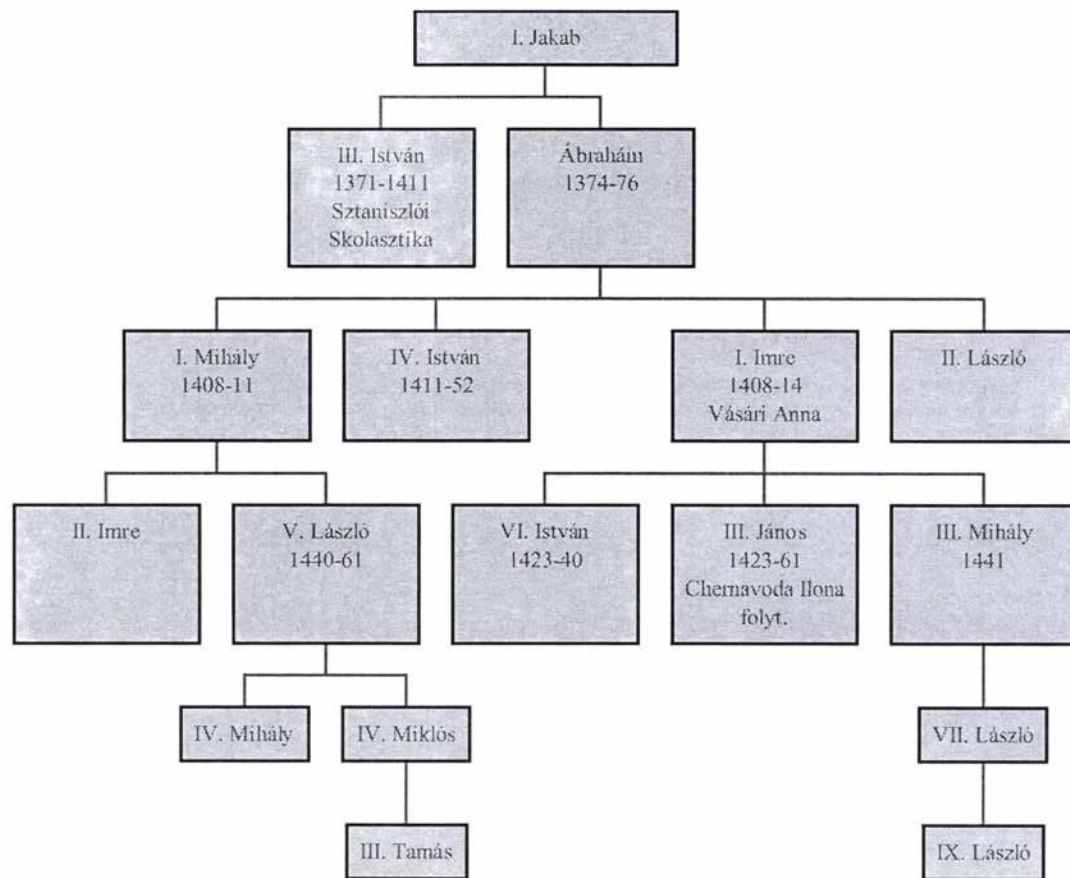 I. Jakab
III. István
1371-1411
Sztaniszlói
Skolasztika
Ábrahám
1374-76
I. Mihály
1408-11
IV. István
1411-52
I. Imre
1408-14
Vásári Anna
II. László
II. Imre
V. László
1440-61
VI. István
1423-40
III. János
1423-61
Chernavoda Ilona
folyt.
III. Mihály
1441
IV. Mihály
IV. Miklós
VII. László
III. Tamás
IX. László